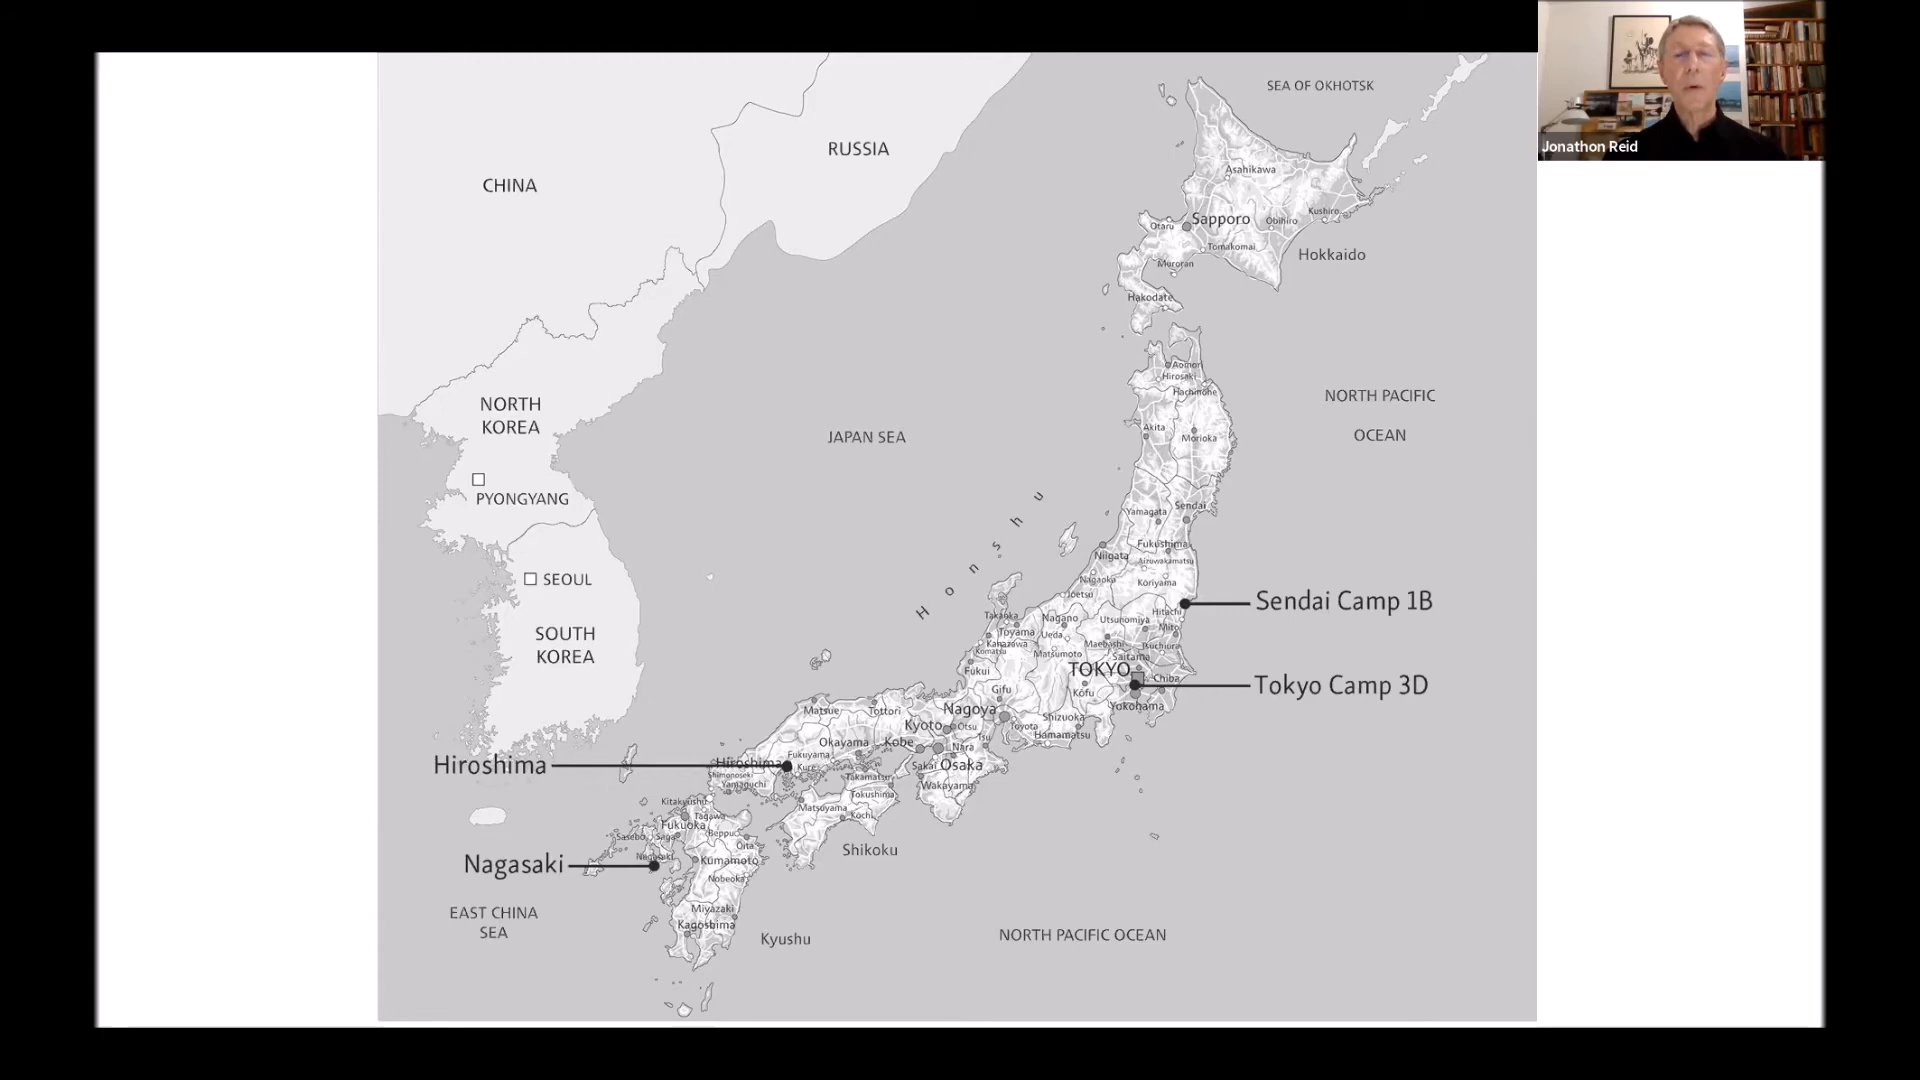 Jonathon Reid
SEA OF OKHOTSK
RUSSIA
CHINA
Asahikawa
Sapporo
Otaru
Obihiro
Kushiro
Tomakomai
Hokkaido
Muroran
Hakodate
Aomori
Hirosaki
Hachinohe
NORTH PACIFIC
OCEAN
NORTH
KOREA
Akita
Morioka
JAPAN SEA
PYONGYANG
Honshu
Yamagata
Sendai
Fukushima
Niigata
Aizuwakamatsu
SEOUL
Nagaoka
Koriyama
Joetsu
Sendai Camp 1B
Hitachi
Takaoka
Nagano
Utsunomiya
Mito
Toyama
Ueda
SOUTH
KOREA
Kanazawa
Komatsu
Maebashi
Tsuchiura
Matsumoto
Saitama
Fukui
TOKYO
Chiba
Tokyo Camp 3D
Gifu
Kofu
Yokohama
Matsue
Tottori
Nagoya
Shizuoka
Kyoto
Otsu
Toyota
Hamamatsu
Tsu
Okayama
Kobe
Nara
Fukuyama
Hiroshima
Hiroshima
Kure
Sakai
Osaka
Shimonoseki
Takamatsu
Yamaguchi
Wakayama
Tokushima
Kitakyushu
Matsuyama
Kochi
Tagawa
Fukuoka
Beppu
Sasebo
Saga
Oita
Shikoku
Nagasaki
Nagasaki
Kumamoto
Nobeoka
EAST CHINA
SEA
Miyazaki
Kagoshima
Kyushu
NORTH PACIFIC OCEAN